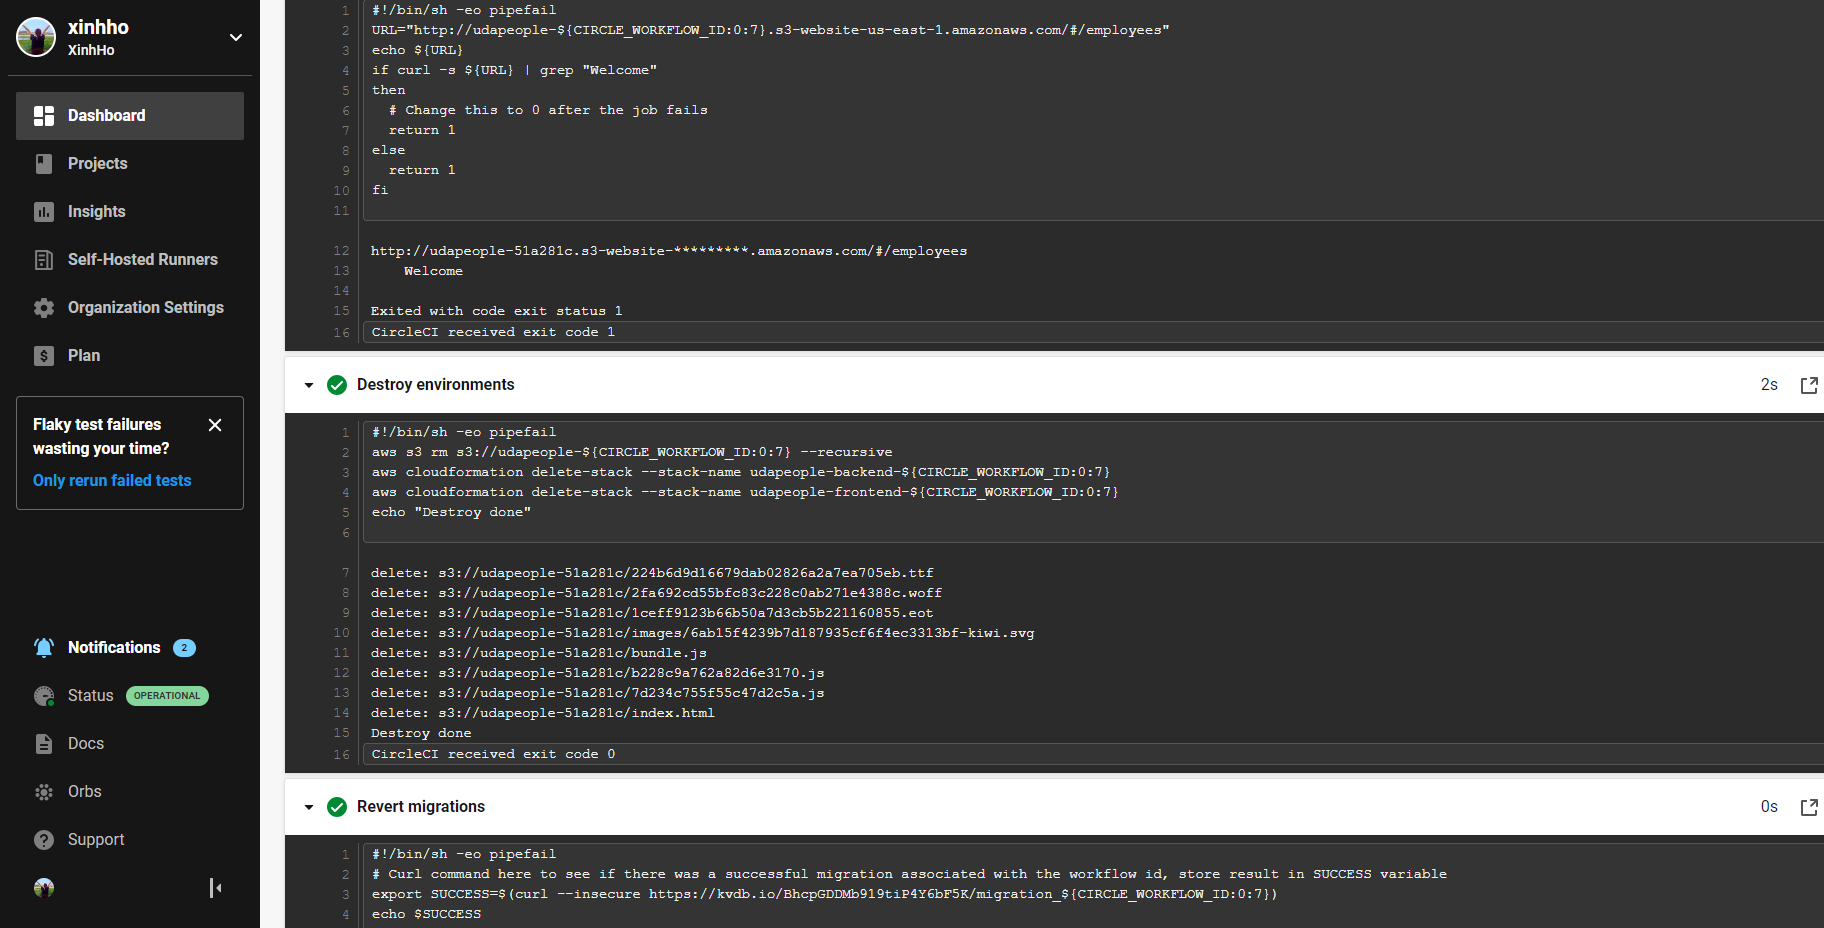 xinhho
XinhHo
Dashboard
Projects
Insights
Self-Hosted Runners
Organization Settings
Plan
Flaky test failures
wasting your time?
Only rerun failed tests
Notifications 2
Status OPERATIONAL
Docs
Orbs
Support
1 #!/bin/sh -eo pipefail
2 URL="http://udapeople-${CIRCLE_WORKFLOW_ID:0:7}.s3-website-us-east-1.amazonaws.com/#/employees"
3 echo ${URL}
4 if curl -s ${URL} | grep "Welcome"
5 then
6 # Change this to 0 after the job fails
7 return 1
8 else
9 return 1
10 fi
11
12 http://udapeople-51a281c.s3-website-*********.amazonaws.com/#/employees
13 Welcome
14
15 Exited with code exit status 1
16 CircleCI received exit code 1
Destroy environments 2s
1 #!/bin/sh -eo pipefail
2 aws s3 rm s3://udapeople-${CIRCLE_WORKFLOW_ID:0:7} --recursive
3 aws cloudformation delete-stack --stack-name udapeople-backend-${CIRCLE_WORKFLOW_ID:0:7}
4 aws cloudformation delete-stack --stack-name udapeople-frontend-${CIRCLE_WORKFLOW_ID:0:7}
5 echo "Destroy done"
6
7 delete: s3://udapeople-51a281c/224b6d9d16679dab02826a2a7ea705eb.ttf
8 delete: s3://udapeople-51a281c/2fa692cd55bfc83c228c0ab271e4388c.woff
9 delete: s3://udapeople-51a281c/1ceff9123b66b50a7d3cb5b221160855.eot
10 delete: s3://udapeople-51a281c/images/6ab15f4239b7d187935cf6f4ec3313bf-kiwi.svg
11 delete: s3://udapeople-51a281c/bundle.js
12 delete: s3://udapeople-51a281c/b228c9a762a82d6e3170.js
13 delete: s3://udapeople-51a281c/7d234c755f55c47d2c5a.js
14 delete: s3://udapeople-51a281c/index.html
15 Destroy done
16 CircleCI received exit code 0
Revert migrations 0s
1 #!/bin/sh -eo pipefail
2 # Curl command here to see if there was a successful migration associated with the workflow id, store result in SUCCESS variable
3 export SUCCESS=$(curl --insecure https://kvdb.io/BhcpGDDMb919tiP4Y6bF5K/migration_${CIRCLE_WORKFLOW_ID:0:7})
4 echo $SUCCESS